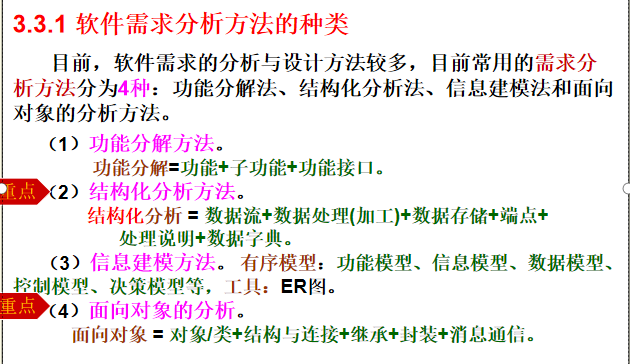 3.3.1 软件需求分析方法的种类
目前，软件需求的分析与设计方法较多，目前常用的需求分
析方法分为4种：功能分解法、结构化分析法、信息建模法和面向
对象的分析方法。
（1）功能分解方法。
功能分解=功能+子功能+功能接口。
重点
（2）结构化分析方法。
结构化分析 = 数据流+数据处理(加工)+数据存储+端点+
处理说明+数据字典。
（3）信息建模方法。 有序模型：功能模型、信息模型、数据模型、
控制模型、决策模型等，工具：ER图。
重点
（4）面向对象的分析。
面向对象 = 对象/类+结构与连接+继承+封装+消息通信。